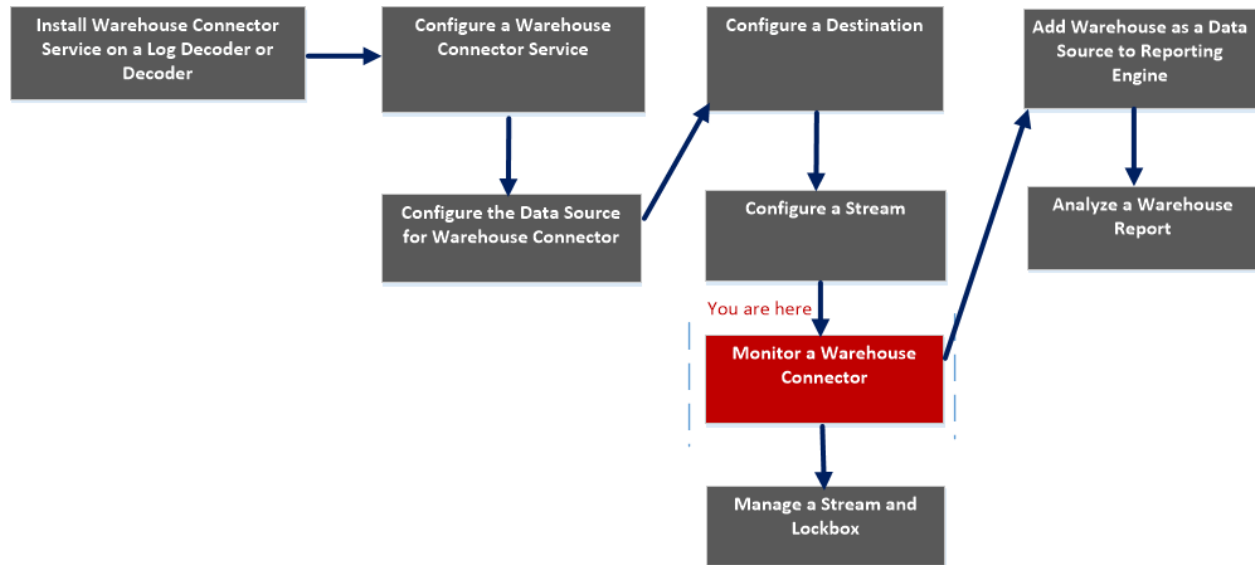 Install Warehouse Connector
Service on a Log Decoder or
Decoder
Configure a Warehouse
Connector Service
Configure the Data Source
for Warehouse Connector
Configure a Destination
Configure a Stream
You are here
Monitor a Warehouse
Connector
Manage a Stream and
Lockbox
Add Warehouse as a Data
Source to Reporting
Engine
Analyze a Warehouse
Report